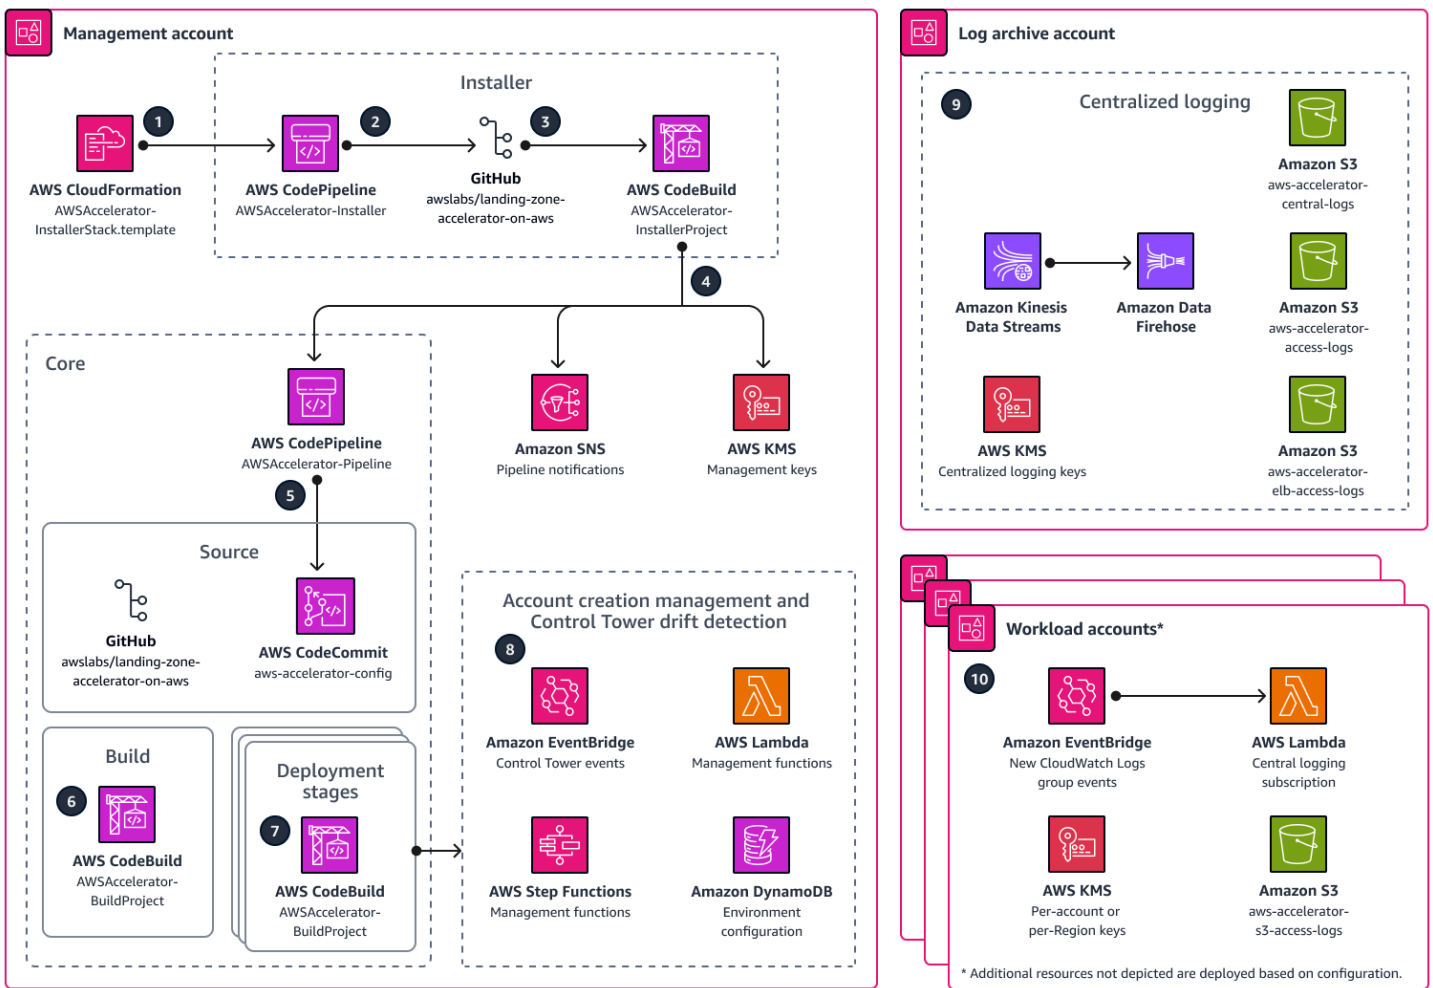 Management account
Installer
1
2
3
AWS CloudFormation
AWSAccelerator-
InstallerStack.template
AWS CodePipeline
AWSAccelerator-Installer
GitHub
awslabs/landing-zone-
accelerator-on-aws
AWS CodeBuild
AWSAccelerator-
InstallerProject
4
Core
AWS CodePipeline
AWSAccelerator-Pipeline
Amazon SNS
Pipeline notifications
AWS KMS
Management keys
5
Source
GitHub
awslabs/landing-zone-
accelerator-on-aws
AWS CodeCommit
aws-accelerator-config
Build
6
AWS CodeBuild
AWSAccelerator-
BuildProject
Deployment
stages
7
AWS CodeBuild
AWSAccelerator-
BuildProject
Account creation management and
Control Tower drift detection
8
Amazon EventBridge
Control Tower events
AWS Lambda
Management functions
AWS Step Functions
Management functions
Amazon DynamoDB
Environment
configuration
Log archive account
9
Centralized logging
Amazon S3
aws-accelerator-
central-logs
Amazon Kinesis
Data Streams
Amazon Data
Firehose
Amazon S3
aws-accelerator-
access-logs
AWS KMS
Centralized logging keys
Amazon S3
aws-accelerator-
elb-access-logs
Workload accounts*
10
Amazon EventBridge
New CloudWatch Logs
group events
AWS Lambda
Central logging
subscription
AWS KMS
Per-account or
per-Region keys
Amazon S3
aws-accelerator-
s3-access-logs
* Additional resources not depicted are deployed based on configuration.